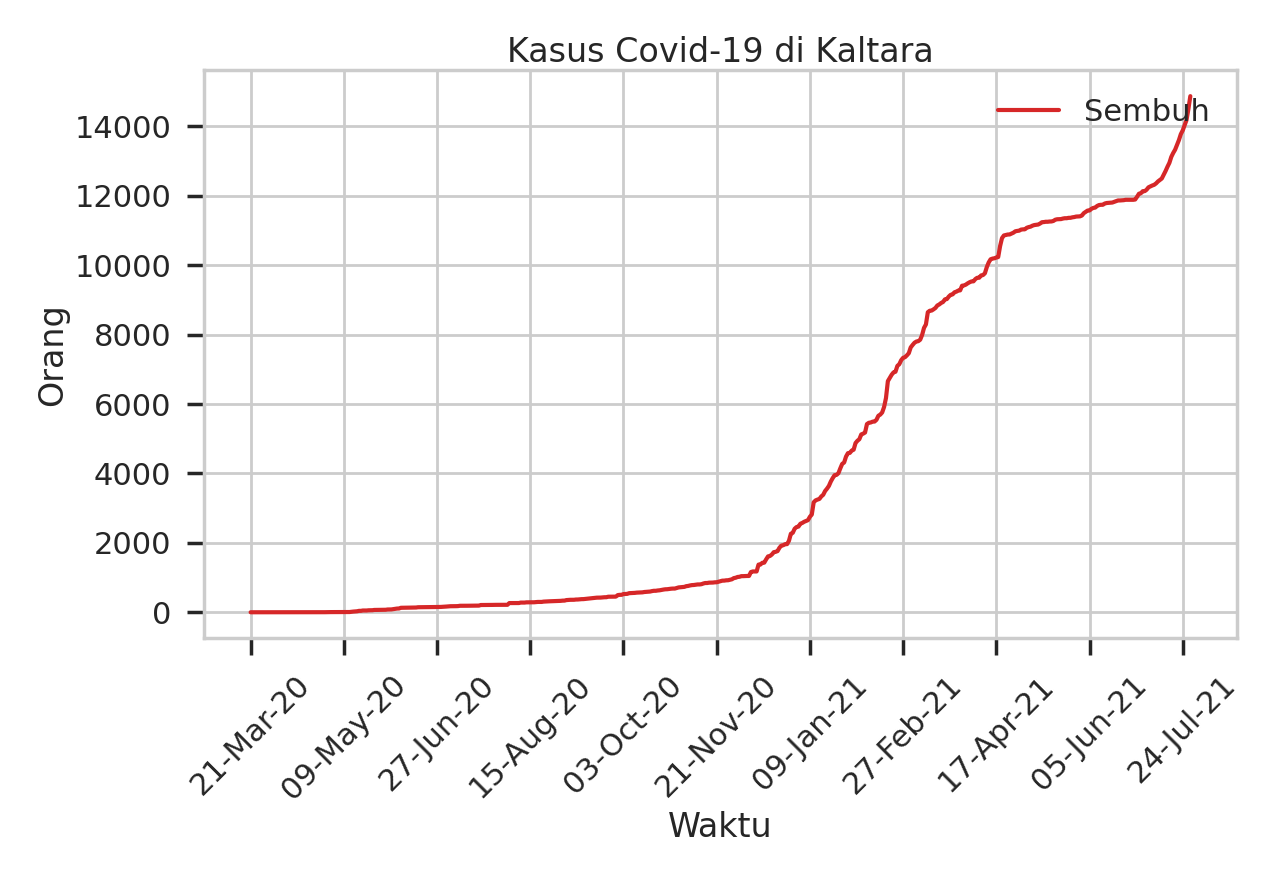 Kasus Covid-19 di Kaltara
Sembuh
14000
12000
10000
8000
6000
4000
2000
0
Orang
21-Mar-20
09-May-20
27-Jun-20
15-Aug-20
03-Oct-20
21-Nov-20
09-Jan-21
27-Feb-21
17-Apr-21
05-Jun-21
24-Jul-21
Waktu